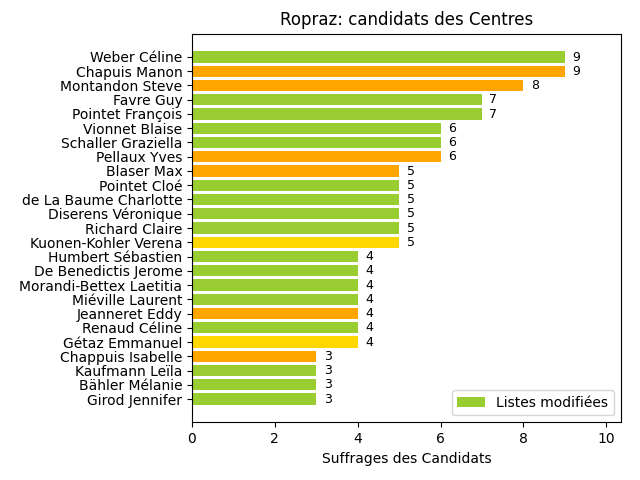 Ropraz: candidats des Centres
Weber Céline 9
Chapuis Manon 9
Montandon Steve 8
Favre Guy 7
Pointet François 7
Vionnet Blaise 6
Schaller Graziella 6
Pellaux Yves 6
Blaser Max 5
Pointet Cloé 5
de La Baume Charlotte 5
Diserens Véronique 5
Richard Claire 5
Kuonen-Kohler Verena 5
Humbert Sébastien 4
De Benedictis Jerome 4
Morandi-Bettex Laetitia 4
Miéville Laurent 4
Jeanneret Eddy 4
Renaud Céline 4
Gétaz Emmanuel 4
Chappuis Isabelle 3
Kaufmann Leïla 3
Bähler Mélanie 3
Girod Jennifer 3
Listes modifiées
0 2 4 6 8 10
Suffrages des Candidats